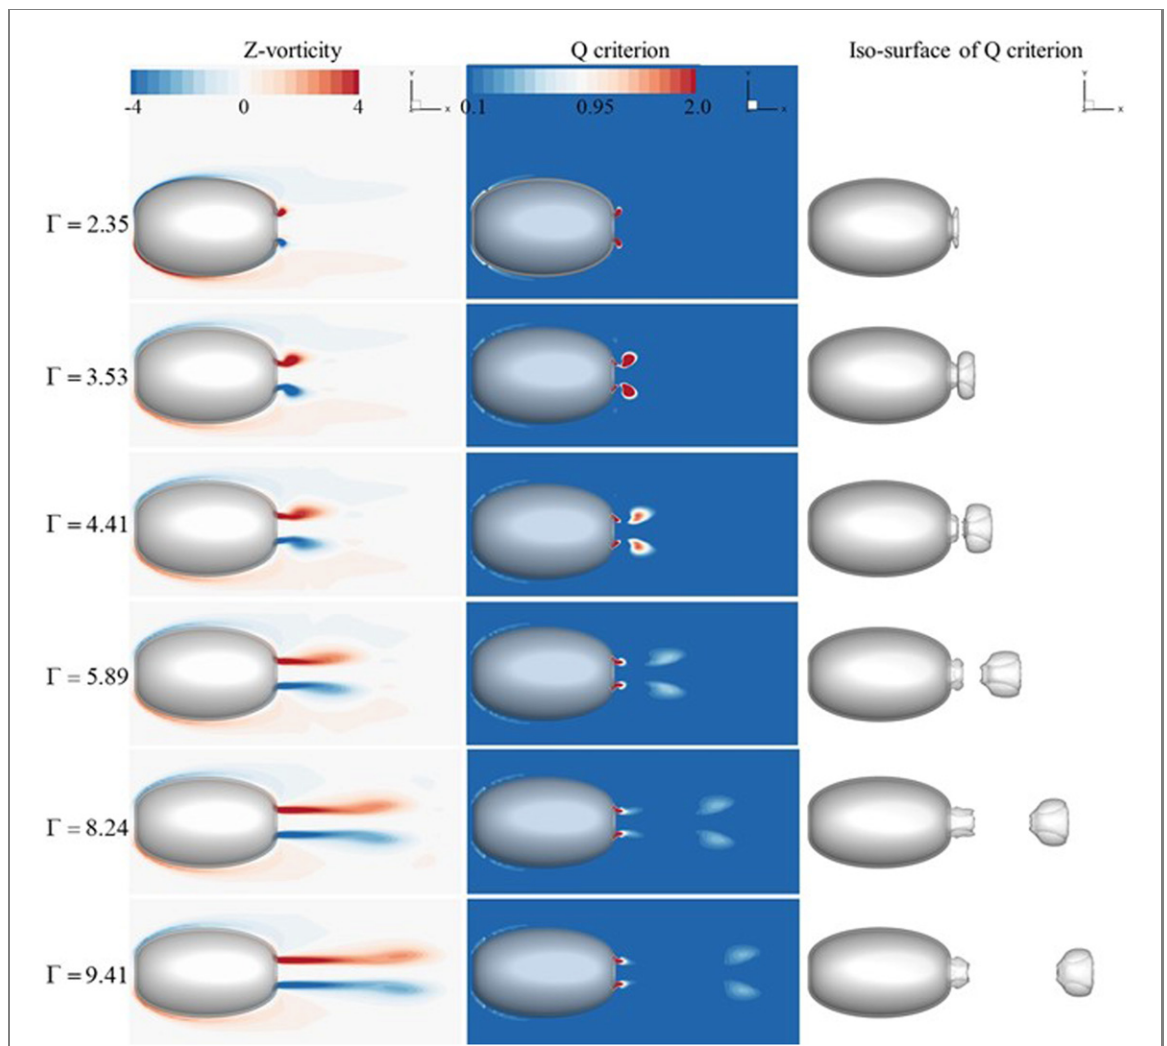 Z-vorticity Q criterion Iso-surface of Q criterion
Y Y Y
X X X
-4 0 4 0.1 0.95 2.0
Γ = 2.35
Γ = 3.53
Γ = 4.41
Γ = 5.89
Γ = 8.24
Γ = 9.41